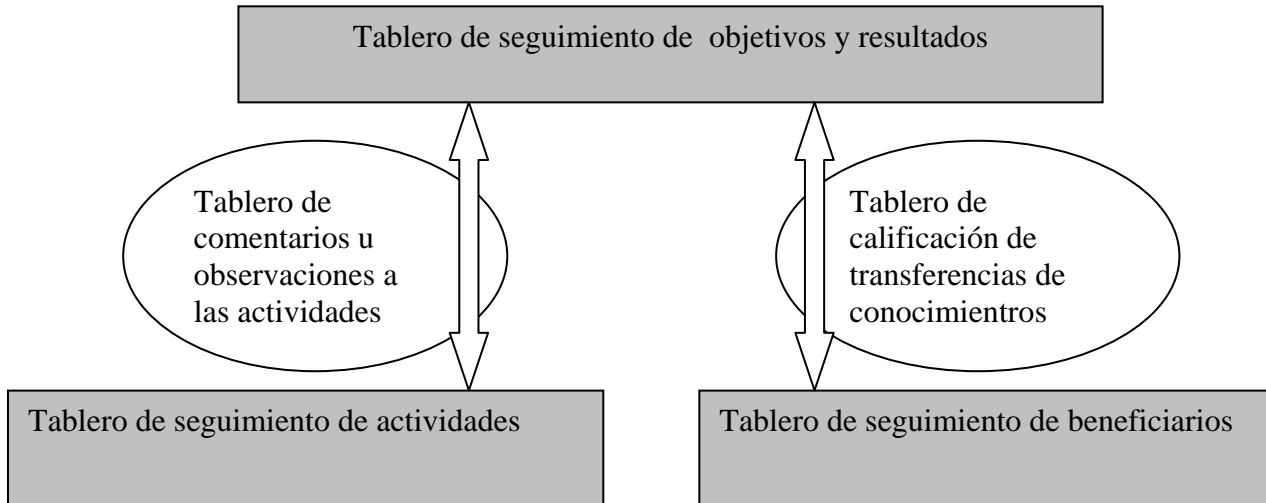 Tablero de seguimiento de  objetivos y resultados
Tablero de
comentarios u
observaciones a
las actividades
Tablero de
calificación de
transferencias de
conocimientros
Tablero de seguimiento de actividades
Tablero de seguimiento de beneficiarios